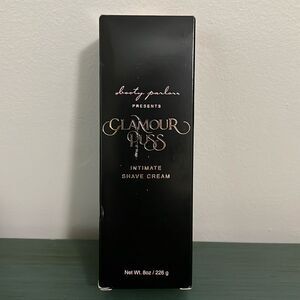 booty parlor
PRESENTS
GLAMOUR
PUSS
INTIMATE
SHAVE CREAM
Net Wt. 8oz / 226 g